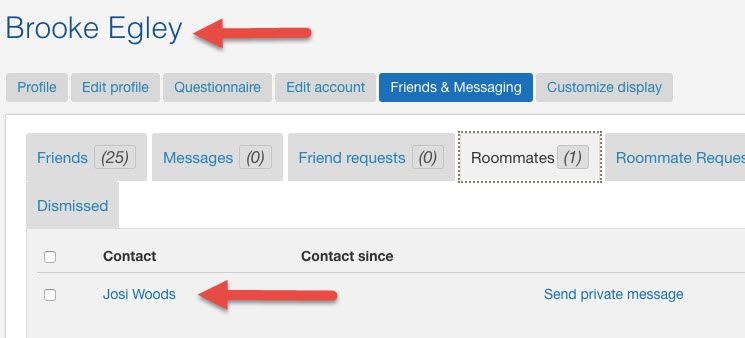 Brooke Egley
Profile Edit profile Questionnaire Edit account Friends & Messaging Customize display
Friends (25) Messages (0) Friend requests (0) Roommates (1) Roommate Reques
Dismissed
Contact Contact since
Josi Woods Send private message